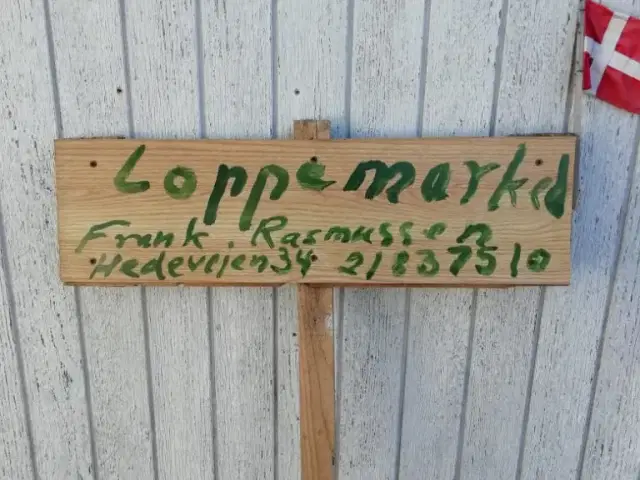 Loppemarked
Frank. Rasmussen
Hedevejen 34 21837510